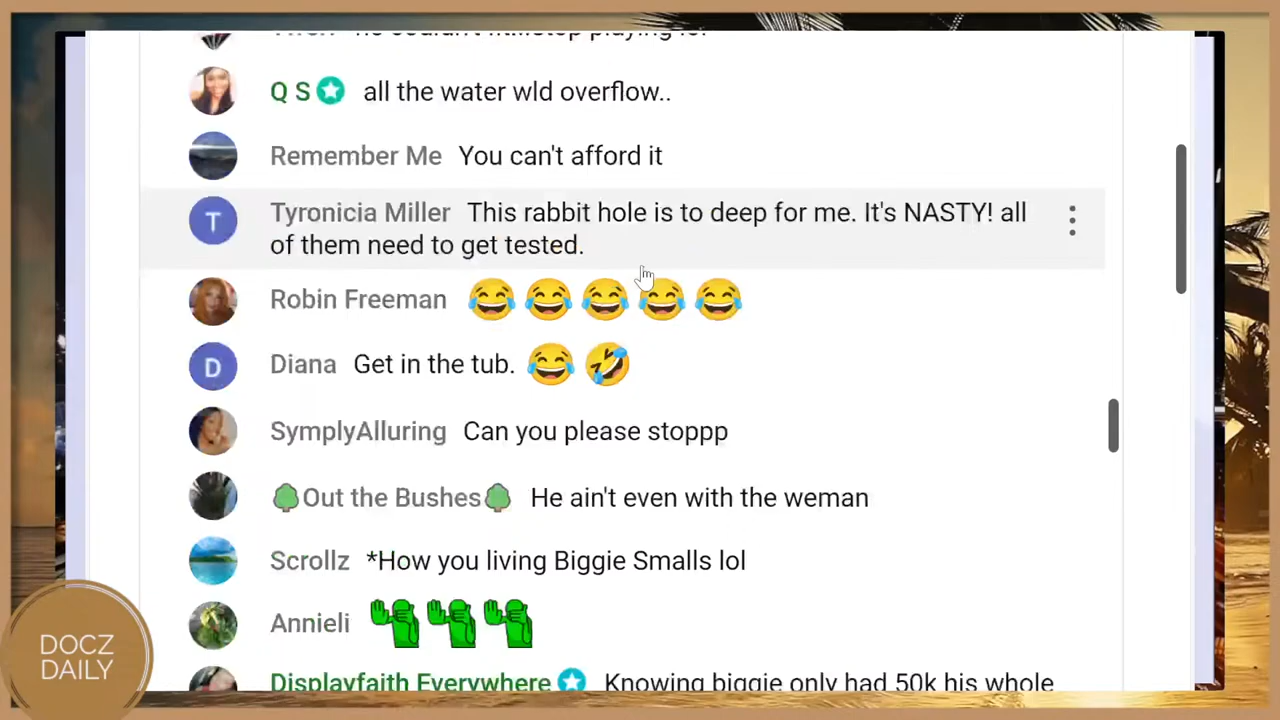 Q S all the water wld overflow..
Remember Me You can't afford it
Tyronicia Miller This rabbit hole is to deep for me. It's NASTY! all
of them need to get tested.
Robin Freeman 😂😂😂😂😂
Diana Get in the tub. 😂🤣
SymplyAlluring Can you please stoppp
🌳Out the Bushes🌳 He ain't even with the weman
Scrollz *How you living Biggie Smalls lol
Annieli
Displayfaith Everywhere Knowing biggie only had 50k his whole
T
D
DOCZ
DAILY